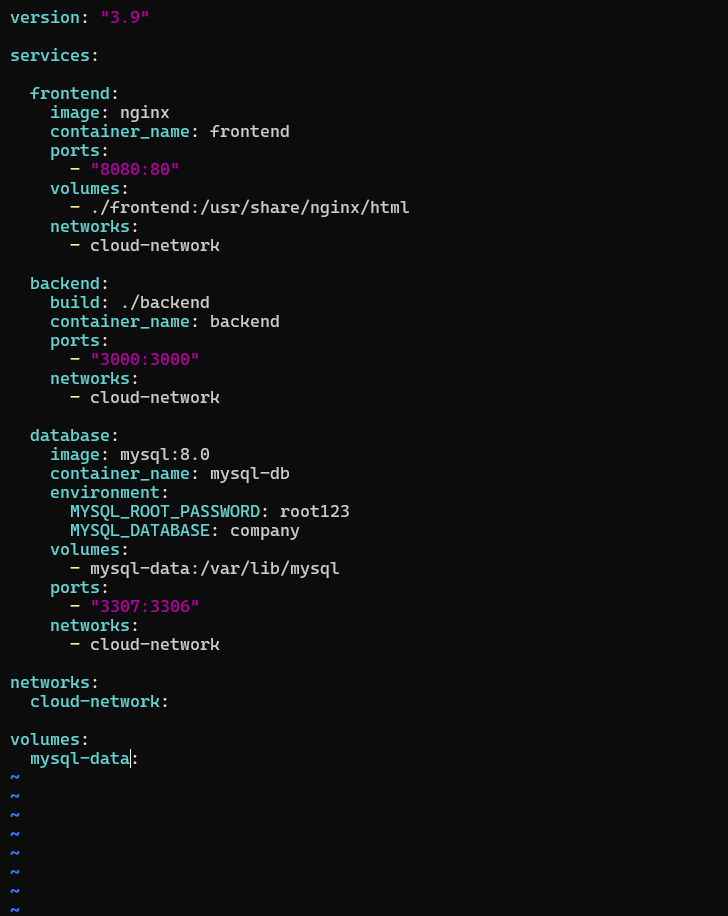 version: "3.9"

services:

  frontend:
    image: nginx
    container_name: frontend
    ports:
      - "8080:80"
    volumes:
      - ./frontend:/usr/share/nginx/html
    networks:
      - cloud-network

  backend:
    build: ./backend
    container_name: backend
    ports:
      - "3000:3000"
    networks:
      - cloud-network

  database:
    image: mysql:8.0
    container_name: mysql-db
    environment:
      MYSQL_ROOT_PASSWORD: root123
      MYSQL_DATABASE: company
    volumes:
      - mysql-data:/var/lib/mysql
    ports:
      - "3307:3306"
    networks:
      - cloud-network

networks:
  cloud-network:

volumes:
  mysql-data:
~
~
~
~
~
~
~
~